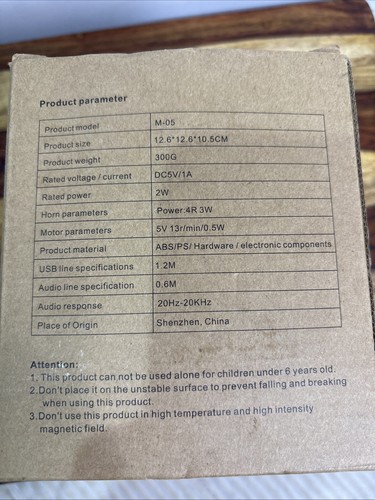 Product parameter
Product model M-05
Product size 12.6*12.6*10.5CM
Product weight 300G
Rated voltage / current DC5V/1A
Rated power 2W
Horn parameters Power:4R 3W
Motor parameters 5V 13r/min/0.5W
Product material ABS/PS/ Hardware / electronic components
USB line specifications 1.2M
Audio line specification 0.6M
Audio response 20Hz-20KHz
Place of Origin Shenzhen, China
Attention:
1. This product can not be used alone for children under 6 years old.
2.Don't place it on the unstable surface to prevent falling and breaking
when using this product.
3.Don't use this product in high temperature and high intensity
magnetic field.